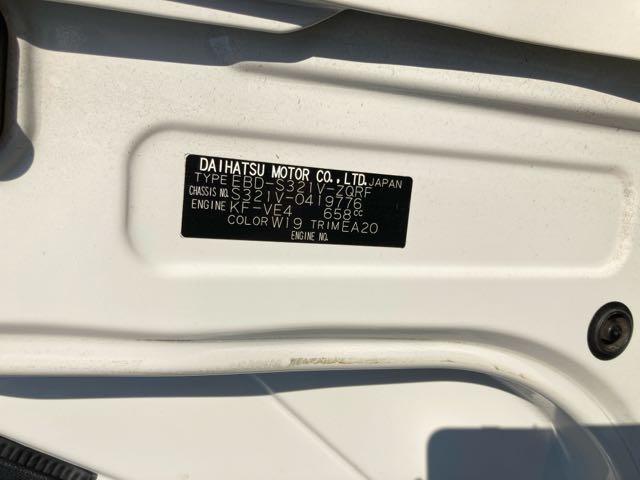 DAIHATSU MOTOR CO., LTD. JAPAN
TYPE EBD-S321V-ZQRF
CHASSIS NO. S321V-0419776
ENGINE KF-VE4 658cc
COLOR W19 TRIM EA20
ENGINE NO.